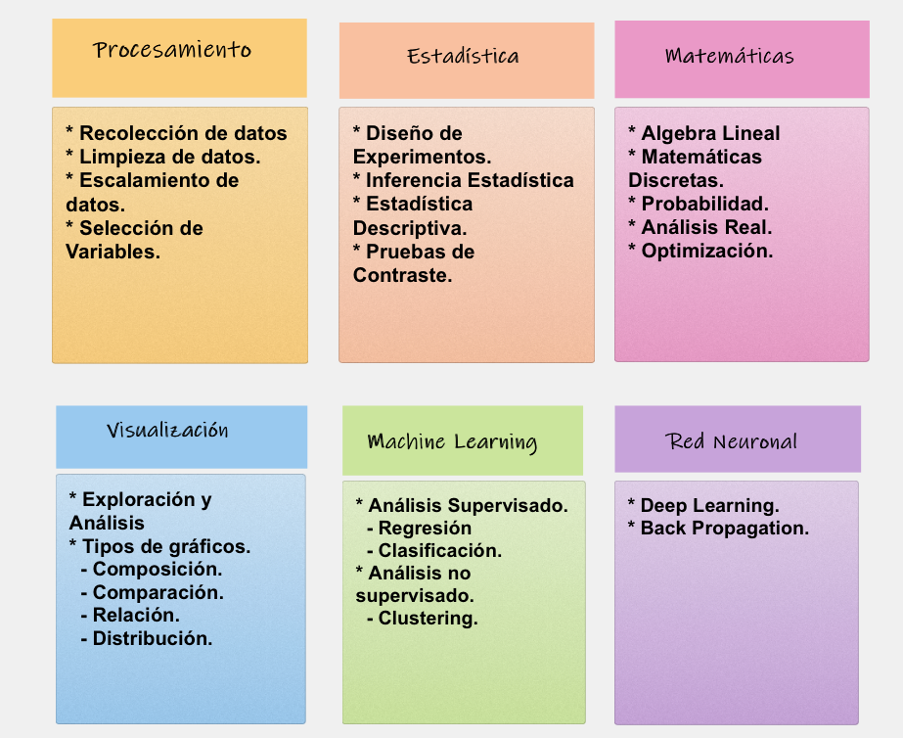 Procesamiento
* Recolección de datos
* Limpieza de datos.
* Escalamiento de
datos.
* Selección de
Variables.
Estadística
* Diseño de
Experimentos.
* Inferencia Estadística
* Estadística
Descriptiva.
* Pruebas de
Contraste.
Matemáticas
* Algebra Lineal
* Matemáticas
Discretas.
* Probabilidad.
* Análisis Real.
* Optimización.
Visualización
* Exploración y
Análisis
* Tipos de gráficos.
- Composición.
- Comparación.
- Relación.
- Distribución.
Machine Learning
* Análisis Supervisado.
- Regresión
- Clasificación.
* Análisis no
supervisado.
- Clustering.
Red Neuronal
* Deep Learning.
* Back Propagation.